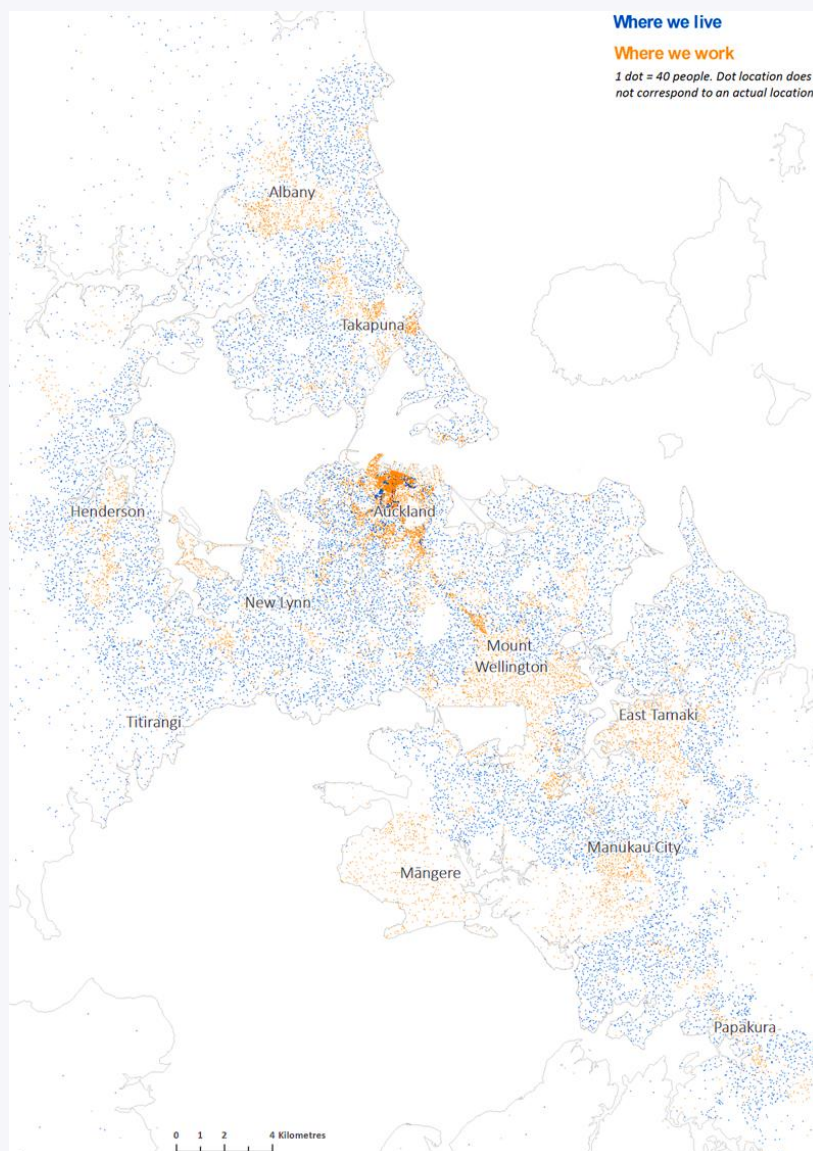 Where we live
Where we work
1 dot = 40 people. Dot location does
not correspond to an actual location
Albany
Takapuna
Henderson
Auckland
New Lynn
Mount
Wellington
Titirangi
East Tamaki
Manukau City
Māngere
Papakura
0 1 2 4 Kilometres